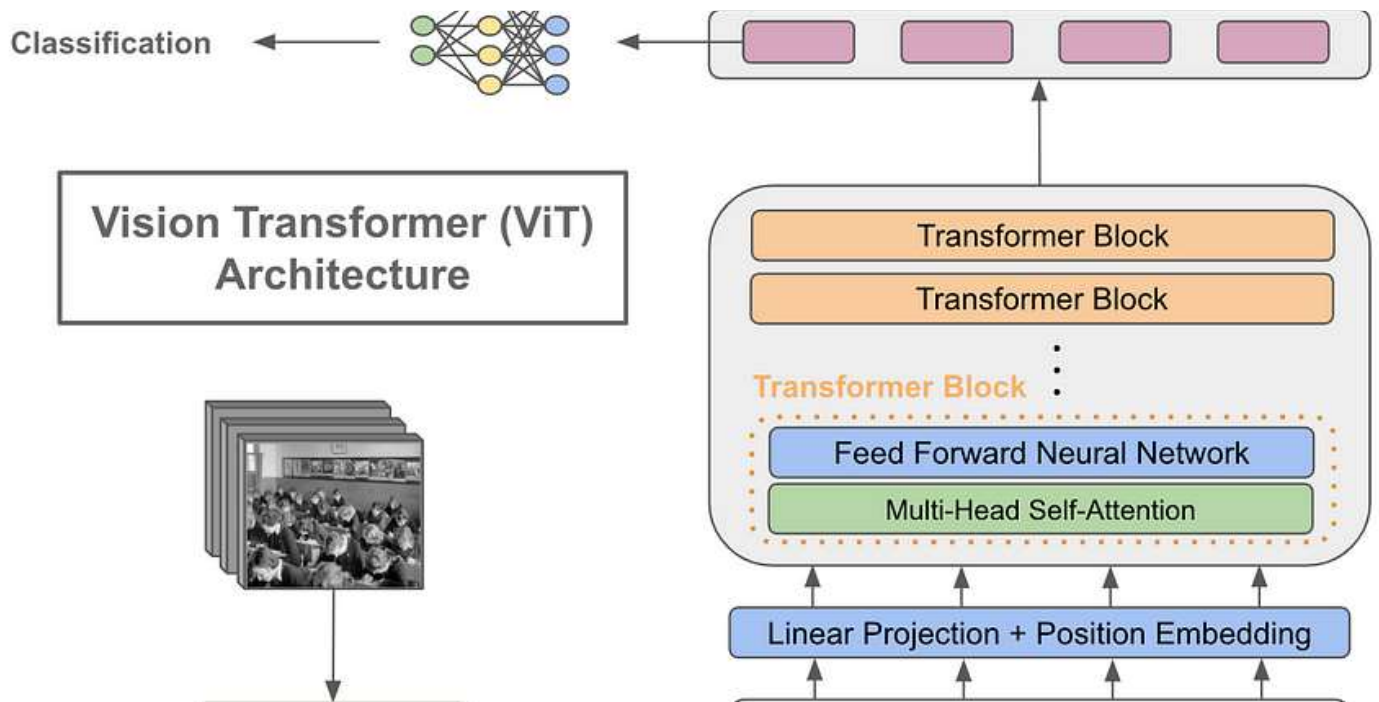 Classification
Vision Transformer (ViT)
Architecture
Transformer Block
Transformer Block
Transformer Block
Feed Forward Neural Network
Multi-Head Self-Attention
Linear Projection + Position Embedding